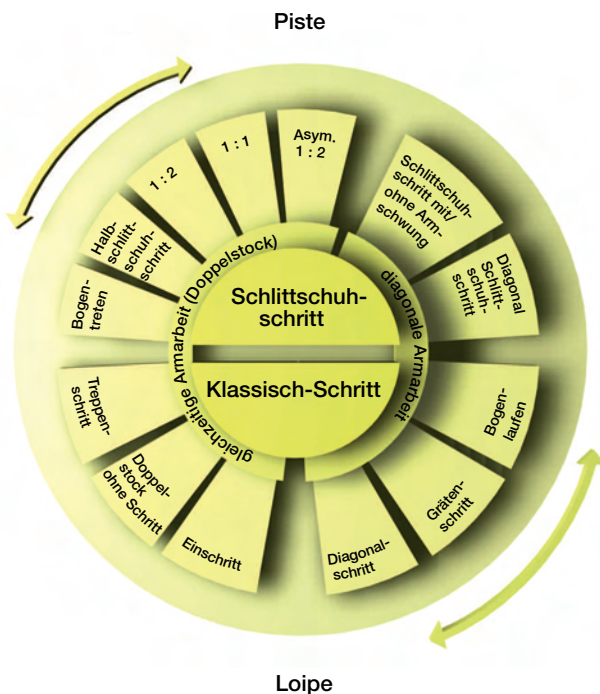 Piste
Asym.
1 : 2
1 : 1
1 : 2
Halb-
schlitt-
schuh-
schritt
Bogen-
treten
Schlittschuh-
schritt mit/
ohne Arm-
schwung
Diagonal
Schlitt-
schuh-
schritt
gleichzeitige Armarbeit (Doppelstock)
diagonale Armarbeit
Schlittschuh-
schritt
Klassisch-Schritt
Treppen-
schritt
Doppel-
stock
ohne Schritt
Einschritt
Diagonal-
schritt
Gräten-
schritt
Bogen-
laufen
Loipe